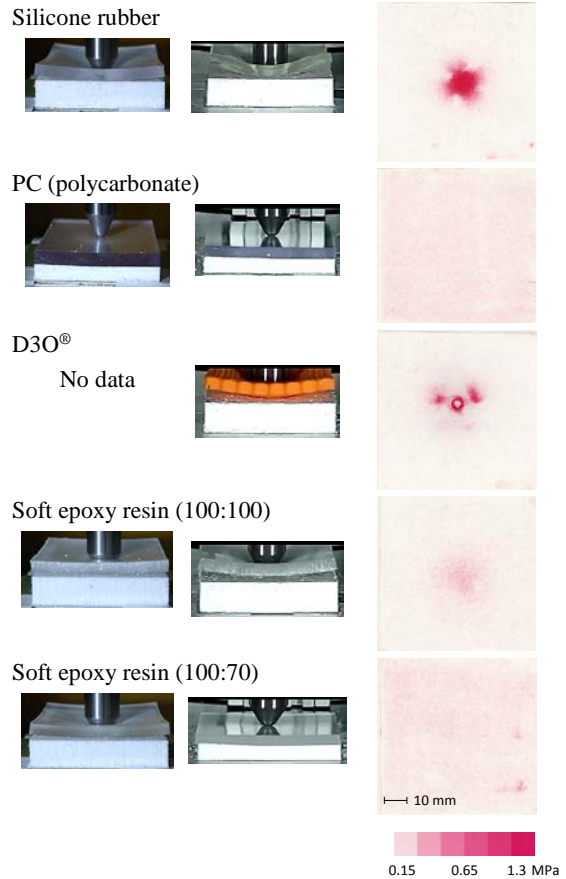 Silicone rubber
PC (polycarbonate)
D3O®
No data
Soft epoxy resin (100:100)
Soft epoxy resin (100:70)
10 mm
0.15 0.65 1.3 MPa